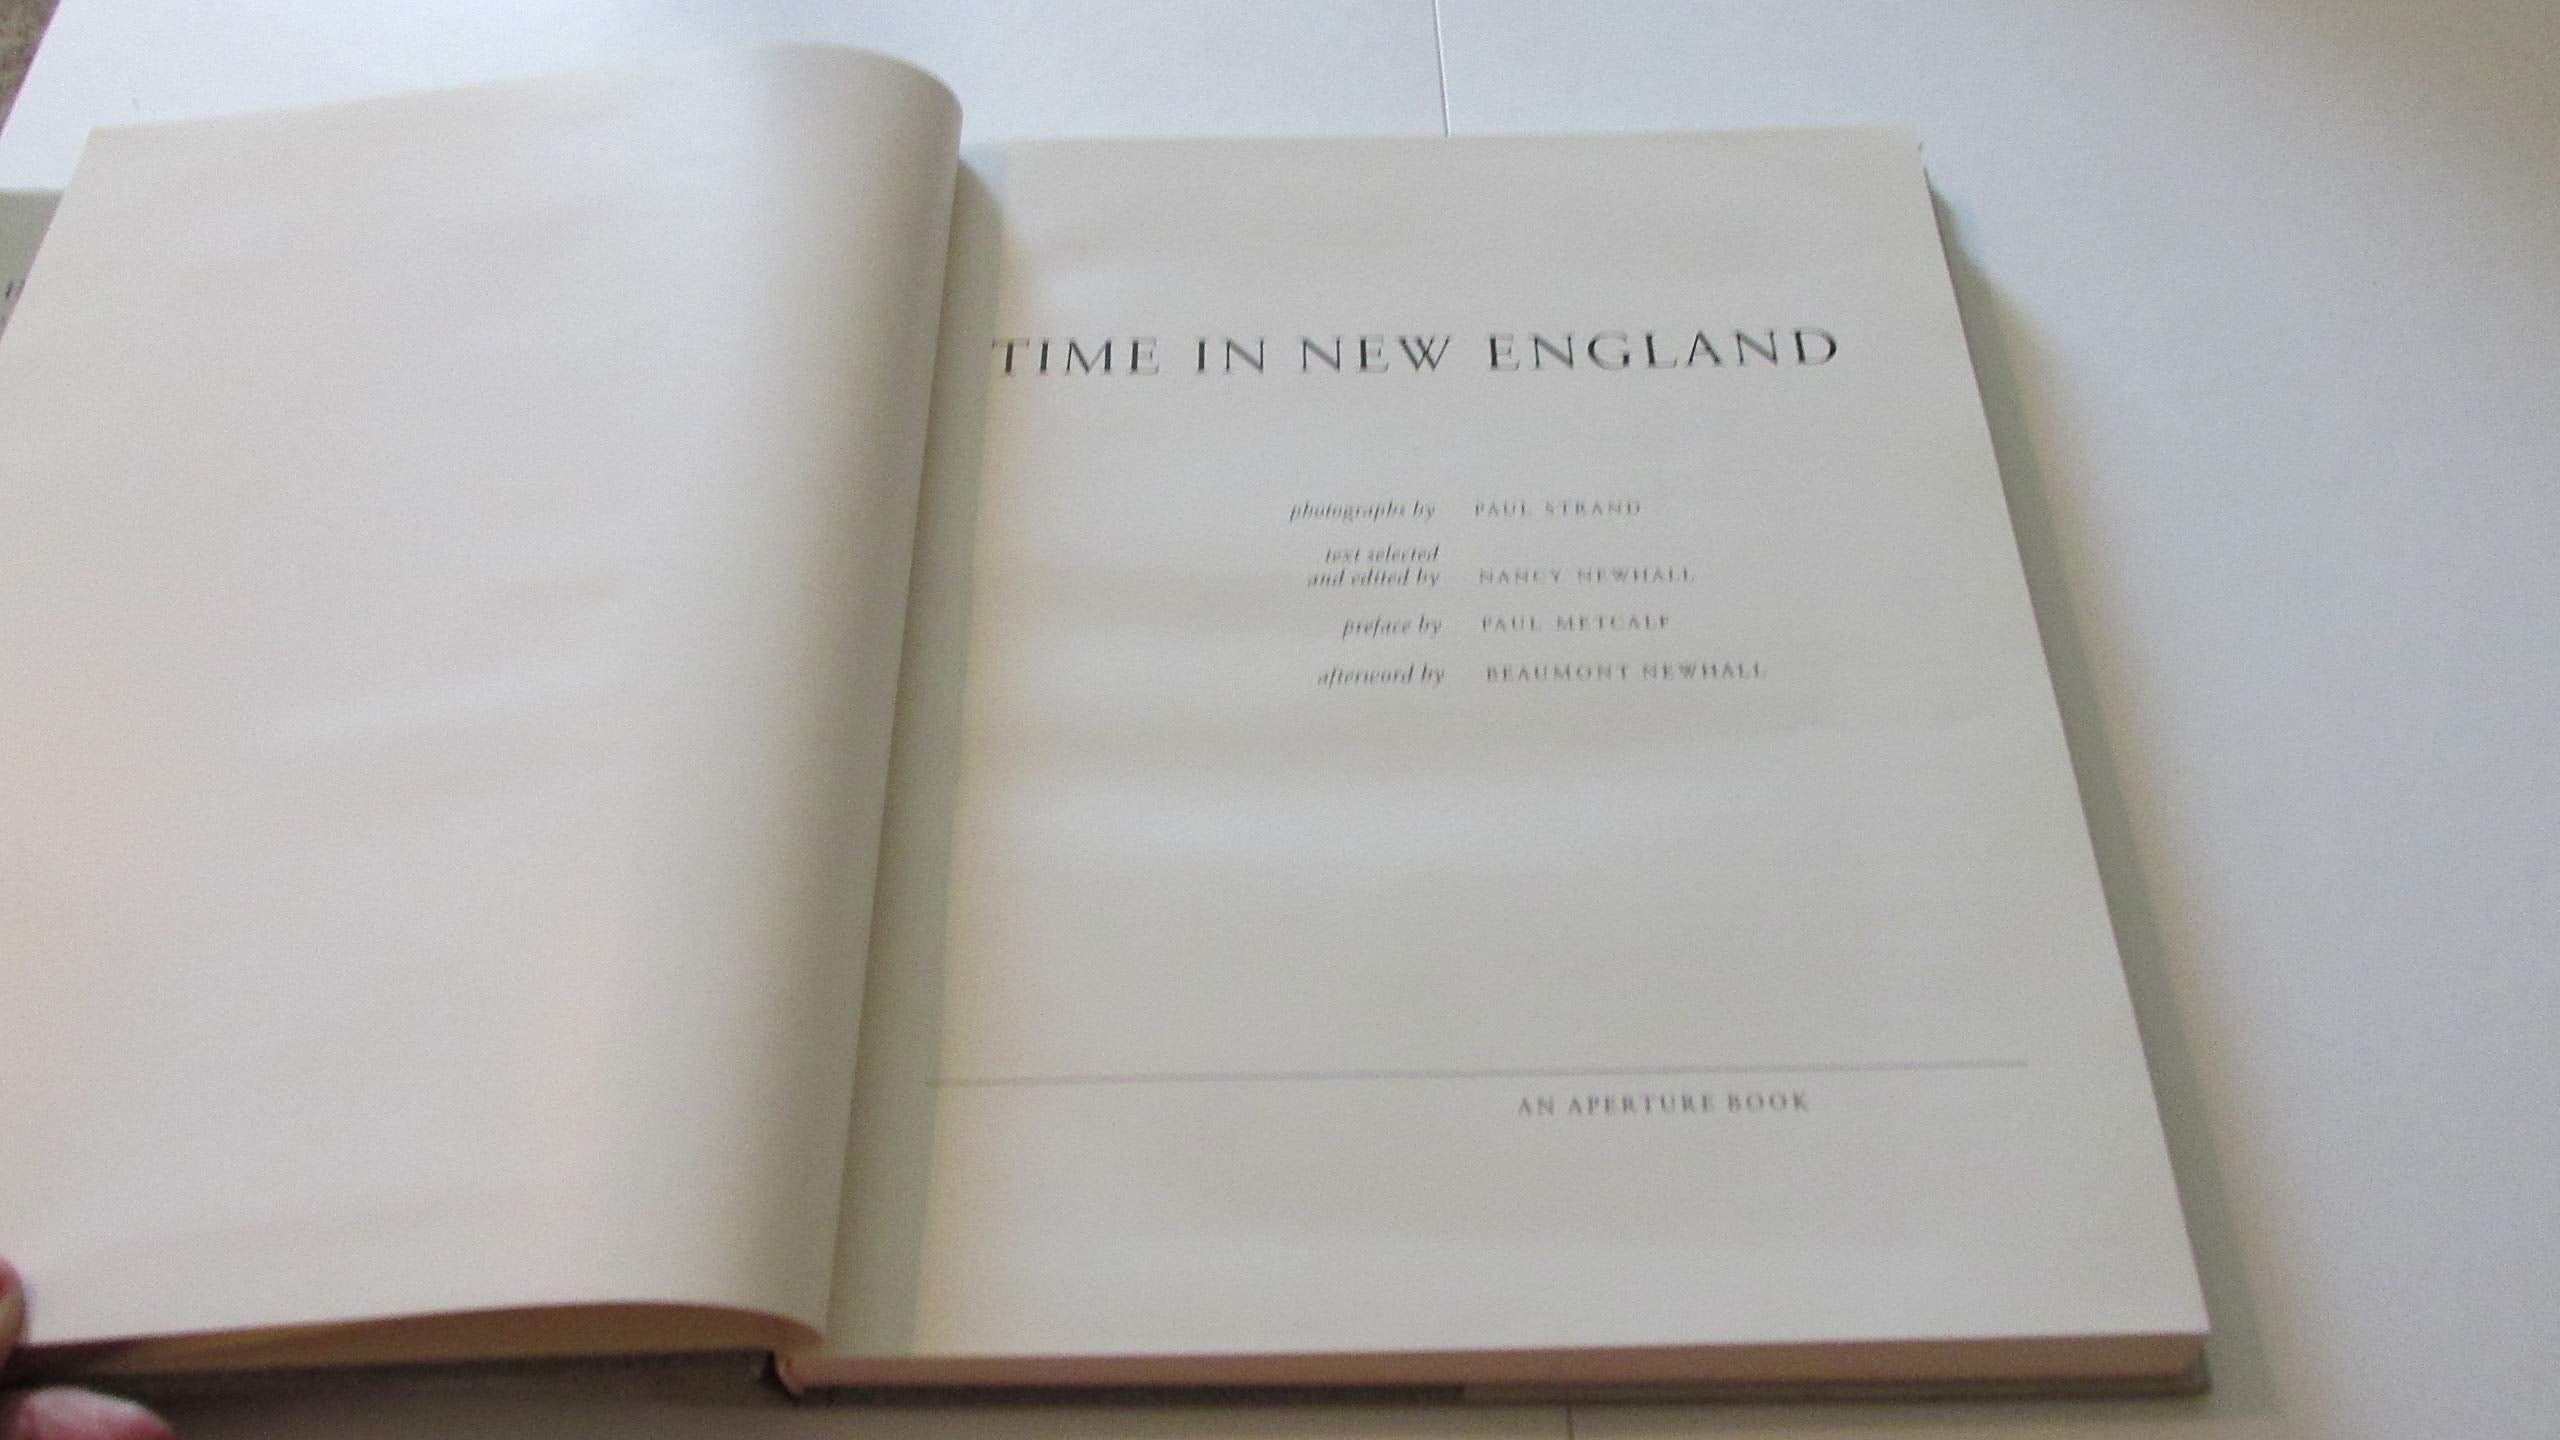 TIME IN NEW ENGLAND
photographs by PAUL STRAND
text selected
and edited by NANCY NEWHALL
preface by PAUL METCALF
afterword by BEAUMONT NEWHALL
AN APERTURE BOOK